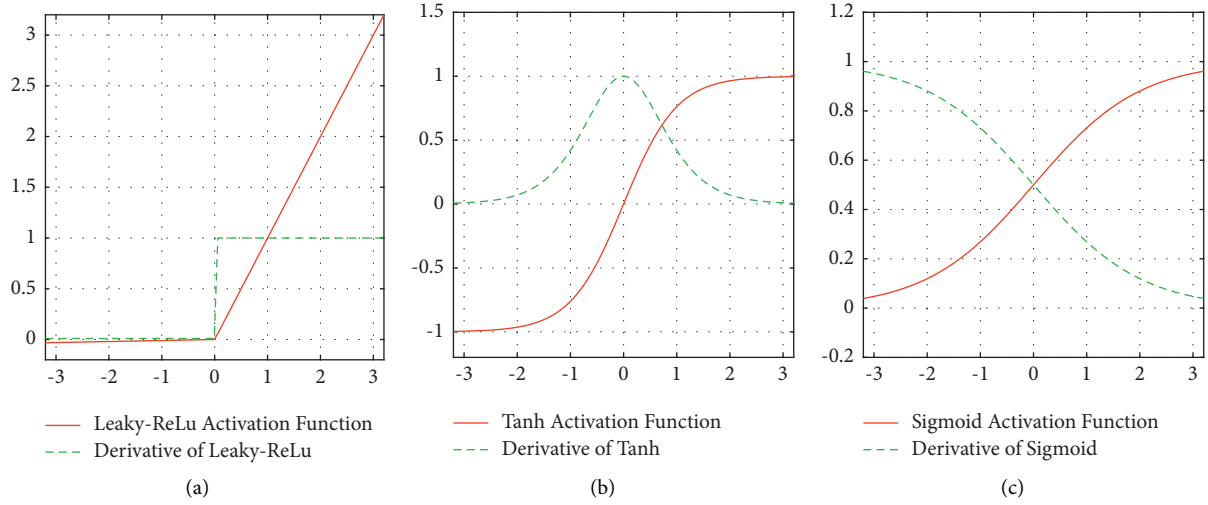 3
2.5
2
1.5
1
0.5
0
-3 -2 -1 0 1 2 3
Leaky-ReLu Activation Function
Derivative of Leaky-ReLu
(a)
1.5
1
0.5
0
-0.5
-1
-3 -2 -1 0 1 2 3
Tanh Activation Function
Derivative of Tanh
(b)
1.2
1
0.8
0.6
0.4
0.2
0
-0.2
-3 -2 -1 0 1 2 3
Sigmoid Activation Function
Derivative of Sigmoid
(c)